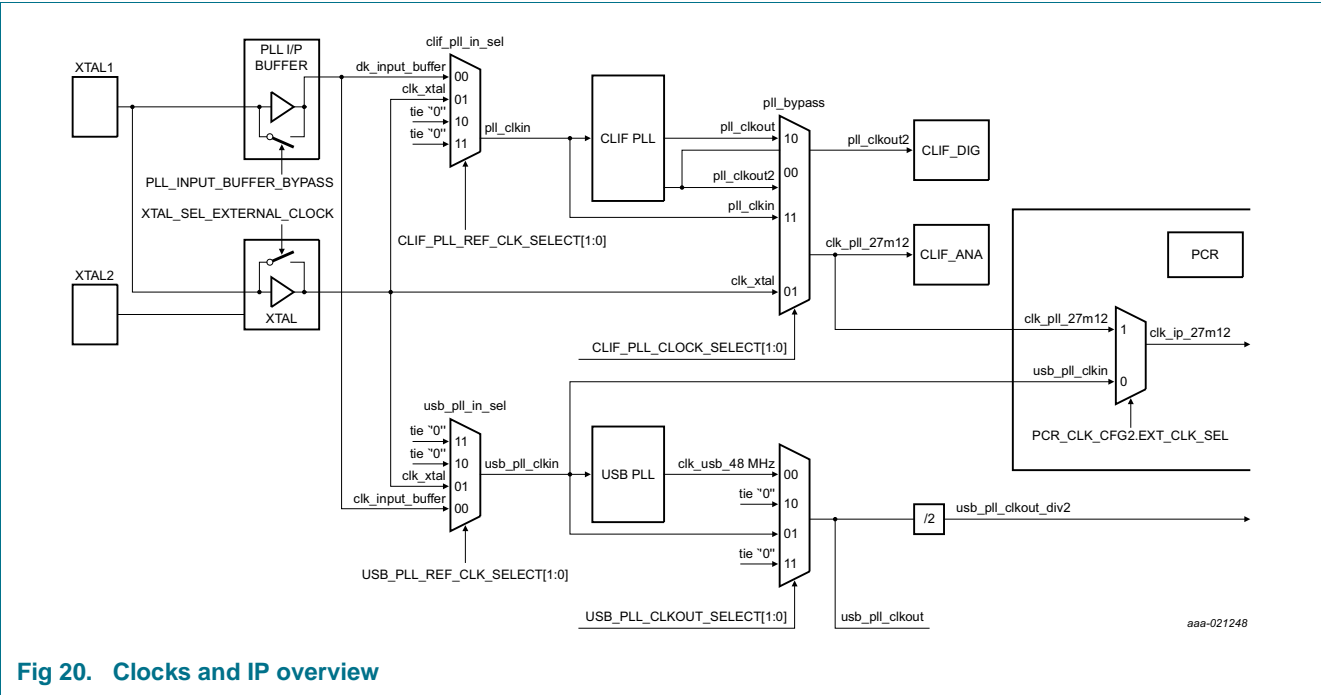 clif_pll_in_sel
PLL I/P
BUFFER
XTAL1
dk_input_buffer
00
clk_xtal
01
tie `'0''
10
tie `'0''
11
pll_clkin
PLL_INPUT_BUFFER_BYPASS
XTAL_SEL_EXTERNAL_CLOCK
CLIF_PLL_REF_CLK_SELECT[1:0]
XTAL2
XTAL
CLIF PLL
pll_bypass
pll_clkout
10
00
pll_clkout2
pll_clkin
11
clk_xtal
01
pll_clkout2
CLIF_DIG
clk_pll_27m12
CLIF_ANA
CLIF_PLL_CLOCK_SELECT[1:0]
PCR
clk_pll_27m12
1
clk_ip_27m12
usb_pll_clkin
0
PCR_CLK_CFG2.EXT_CLK_SEL
usb_pll_in_sel
tie `'0''
11
tie `'0''
10
clk_xtal
01
clk_input_buffer
00
usb_pll_clkin
USB_PLL_REF_CLK_SELECT[1:0]
USB PLL
clk_usb_48 MHz
00
tie `'0''
10
01
tie `'0''
11
/2
usb_pll_clkout_div2
USB_PLL_CLKOUT_SELECT[1:0]
usb_pll_clkout
aaa-021248
Fig 20. Clocks and IP overview